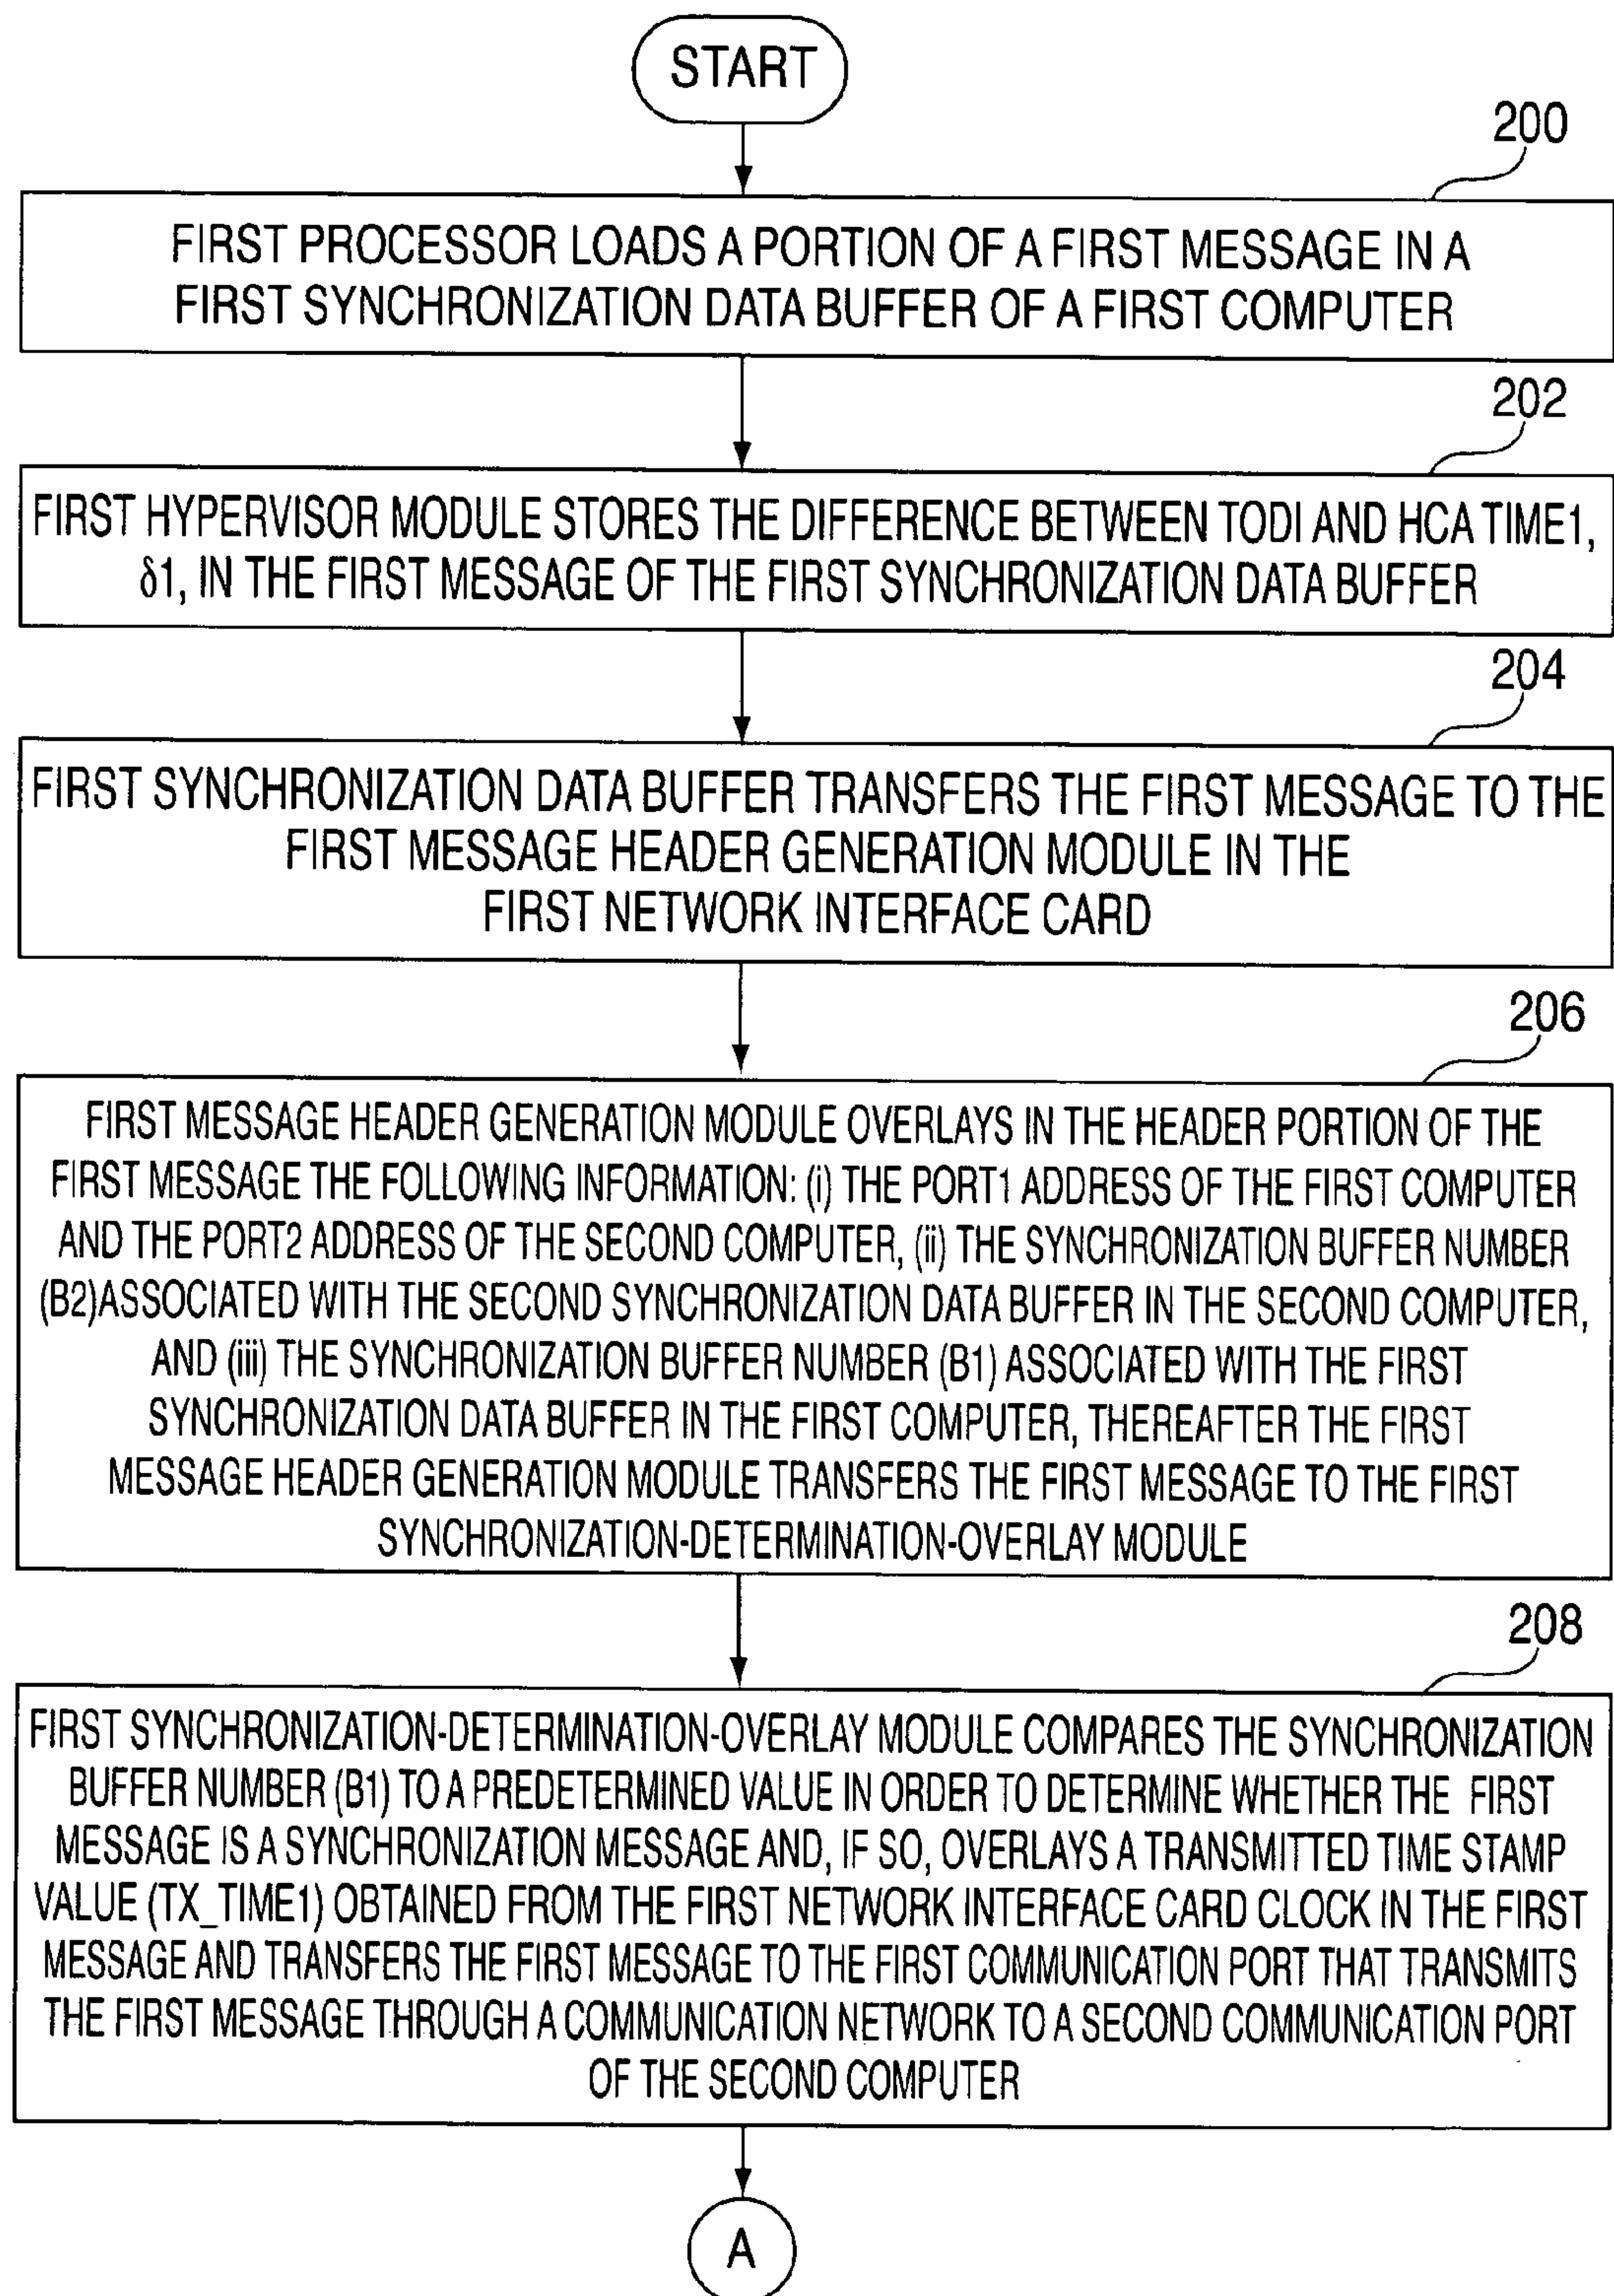 START
200
FIRST PROCESSOR LOADS A PORTION OF A FIRST MESSAGE IN A
FIRST SYNCHRONIZATION DATA BUFFER OF A FIRST COMPUTER
202
FIRST HYPERVISOR MODULE STORES THE DIFFERENCE BETWEEN TODI AND HCA TIME1,
δ1, IN THE FIRST MESSAGE OF THE FIRST SYNCHRONIZATION DATA BUFFER
204
FIRST SYNCHRONIZATION DATA BUFFER TRANSFERS THE FIRST MESSAGE TO THE
FIRST MESSAGE HEADER GENERATION MODULE IN THE
FIRST NETWORK INTERFACE CARD
206
FIRST MESSAGE HEADER GENERATION MODULE OVERLAYS IN THE HEADER PORTION OF THE
FIRST MESSAGE THE FOLLOWING INFORMATION: (i) THE PORT1 ADDRESS OF THE FIRST COMPUTER
AND THE PORT2 ADDRESS OF THE SECOND COMPUTER, (ii) THE SYNCHRONIZATION BUFFER NUMBER
(B2)ASSOCIATED WITH THE SECOND SYNCHRONIZATION DATA BUFFER IN THE SECOND COMPUTER,
AND (iii) THE SYNCHRONIZATION BUFFER NUMBER (B1) ASSOCIATED WITH THE FIRST
SYNCHRONIZATION DATA BUFFER IN THE FIRST COMPUTER, THEREAFTER THE FIRST
MESSAGE HEADER GENERATION MODULE TRANSFERS THE FIRST MESSAGE TO THE FIRST
SYNCHRONIZATION-DETERMINATION-OVERLAY MODULE
208
FIRST SYNCHRONIZATION-DETERMINATION-OVERLAY MODULE COMPARES THE SYNCHRONIZATION
BUFFER NUMBER (B1) TO A PREDETERMINED VALUE IN ORDER TO DETERMINE WHETHER THE FIRST
MESSAGE IS A SYNCHRONIZATION MESSAGE AND, IF SO, OVERLAYS A TRANSMITTED TIME STAMP
VALUE (TX_TIME1) OBTAINED FROM THE FIRST NETWORK INTERFACE CARD CLOCK IN THE FIRST
MESSAGE AND TRANSFERS THE FIRST MESSAGE TO THE FIRST COMMUNICATION PORT THAT TRANSMITS
THE FIRST MESSAGE THROUGH A COMMUNICATION NETWORK TO A SECOND COMMUNICATION PORT
OF THE SECOND COMPUTER
A